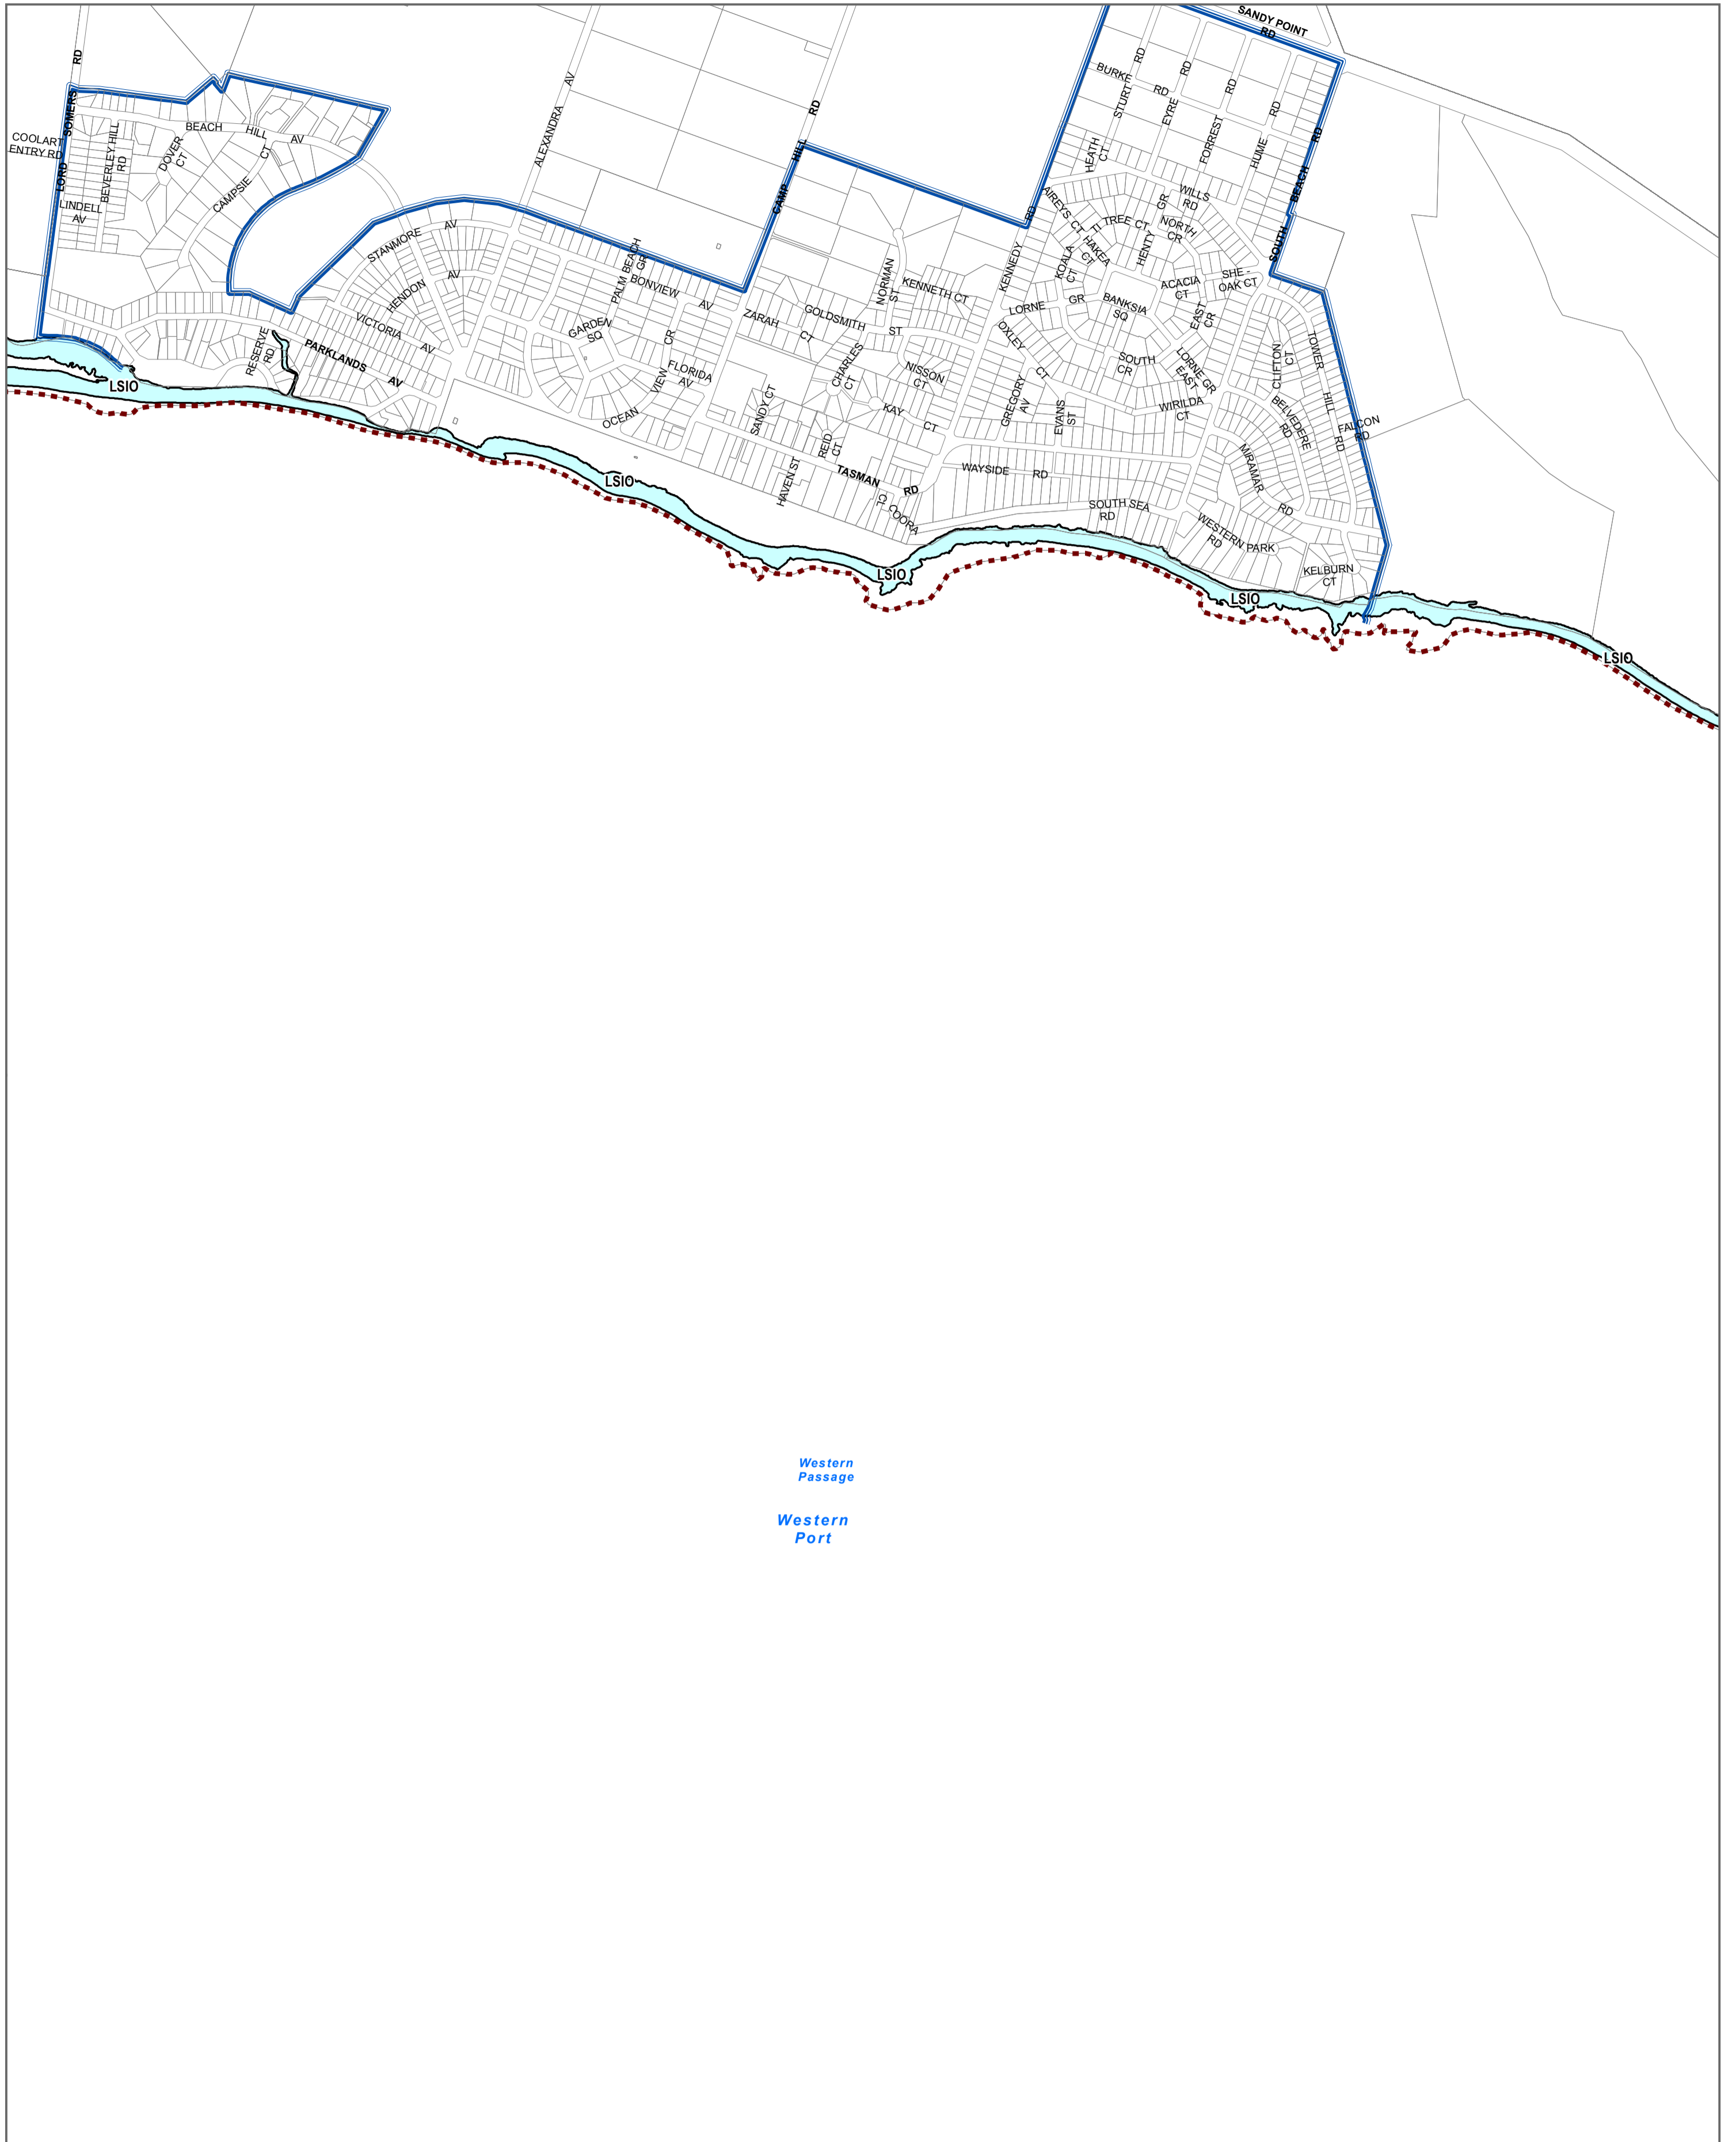 SANDY POINT
RD
RD
SOMERS
LORD
COOLART
ENTRY RD
BEACH
HILL
AV
BEVERLEY HILL
RD
DOVER
CT
CAMPSIE
CT
LINDELL
AV
ALEXANDRA
AV
CAMP
HILL
RD
BURKE
RD
STURT
RD
EYRE
RD
FORREST
RD
HUME
RD
SOUTH
BEACH
RD
HEATH
CT
AIREYS CT
WILLS
RD
TI
TREE CT
HENTY
GR
NORTH
CR
KOALA
CT
HAKEA
CT
KENNEDY
RD
STANMORE
AV
HENDON
AV
VICTORIA
AV
PALM BEACH
GR
BONVIEW
AV
NORMAN
ST
KENNETH CT
ZARAH
CT
GOLDSMITH
ST
LORNE
GR
BANKSIA
SQ
ACACIA
CT
SHE -
OAK CT
EAST
CR
OXLEY
CT
GARDEN
SQ
RESERVE
RD
PARKLANDS
AV
OCEAN
VIEW
CR
FLORIDA
AV
CHARLES
CT
NISSON
CT
SOUTH
CR
LORNE GR
EAST
CLIFTON
CT
TOWER
HILL
RD
SANDY CT
KAY
CT
REID
CT
GREGORY
AV
EVANS
ST
WIRILDA
CT
BELVEDERE
RD
FALCON
RD
HAVEN ST
TASMAN
RD
WAYSIDE
RD
MIRAMAR
RD
COORA
CL
SOUTH SEA
RD
WESTERN
PARK
RD
KELBURN
CT
LSIO
LSIO
LSIO
LSIO
LSIO
Western
Passage
Western
Port